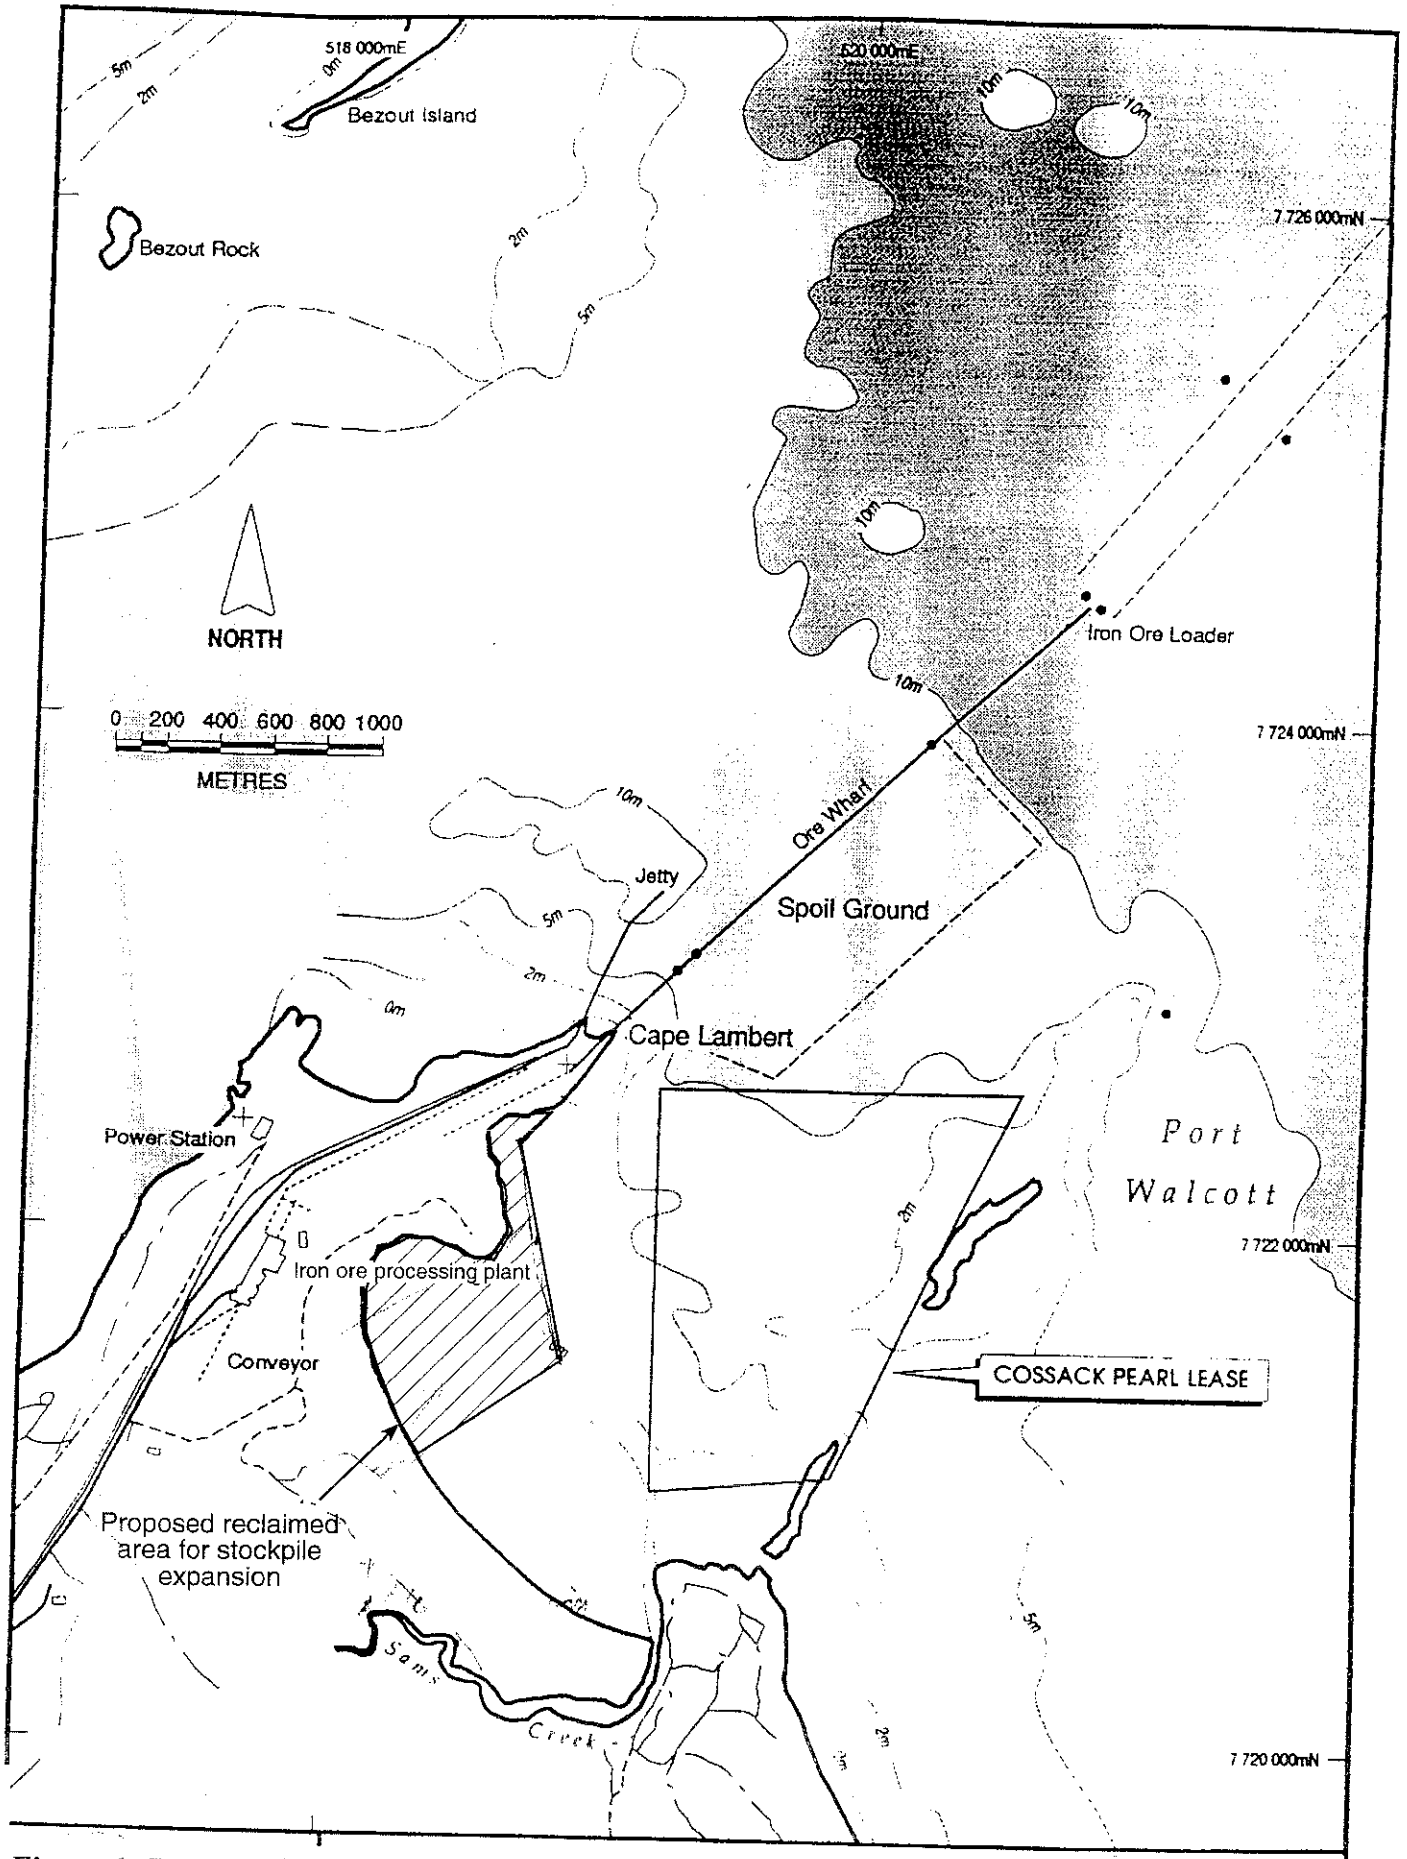 518 000mE
520 000mE
5m
0m
2m
10m
10m
Bezout Island
7 726 000mN
Bezout Rock
2m
5m
10m
NORTH
Iron Ore Loader
10m
0 200 400 600 800 1000
METRES
7 724 000mN
10m
Ore Wharf
Jetty
5m
Spoil Ground
2m
0m
Cape Lambert
Power Station
Port
Walcott
2m
7 722 000mN
Iron ore processing plant
Conveyor
COSSACK PEARL LEASE
Proposed reclaimed
area for stockpile
expansion
5m
Sams
Creek
2m
7 720 000mN